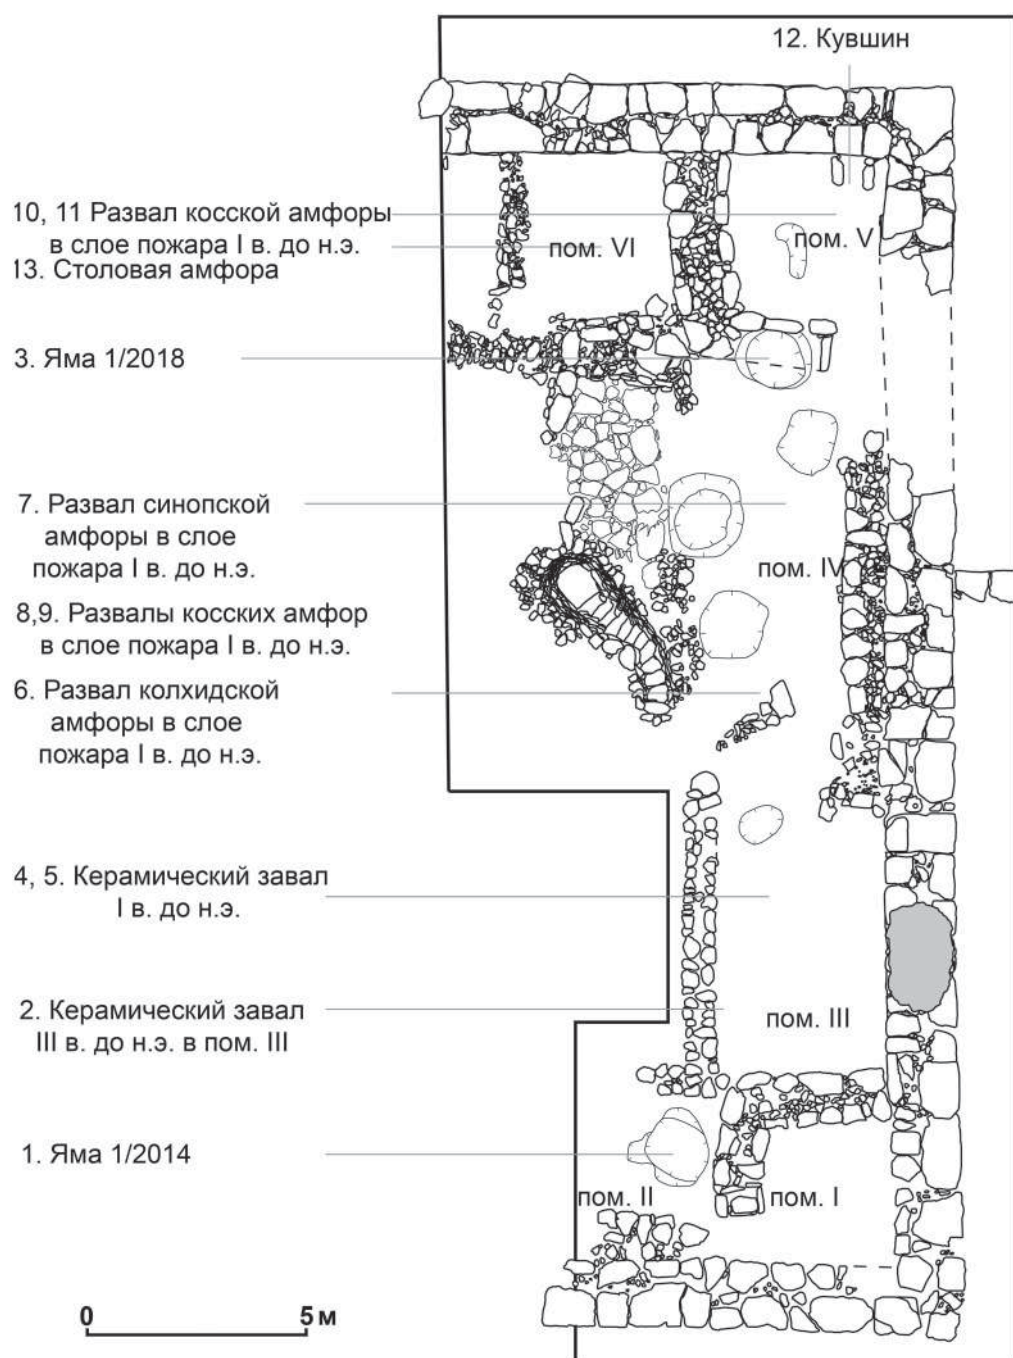 12. Кувшин
10, 11 Развал косской амфоры
в слое пожара I в. до н.э.
13. Столовая амфора
пом. VI
пом. V
3. Яма 1/2018
7. Развал синопской
амфоры в слое
пожара I в. до н.э.
пом. IV
8,9. Развалы косских амфор
в слое пожара I в. до н.э.
6. Развал колхидской
амфоры в слое
пожара I в. до н.э.
4, 5. Керамический завал
I в. до н.э.
2. Керамический завал
III в. до н.э. в пом. III
пом. III
1. Яма 1/2014
пом. II
пом. I
0 5 м